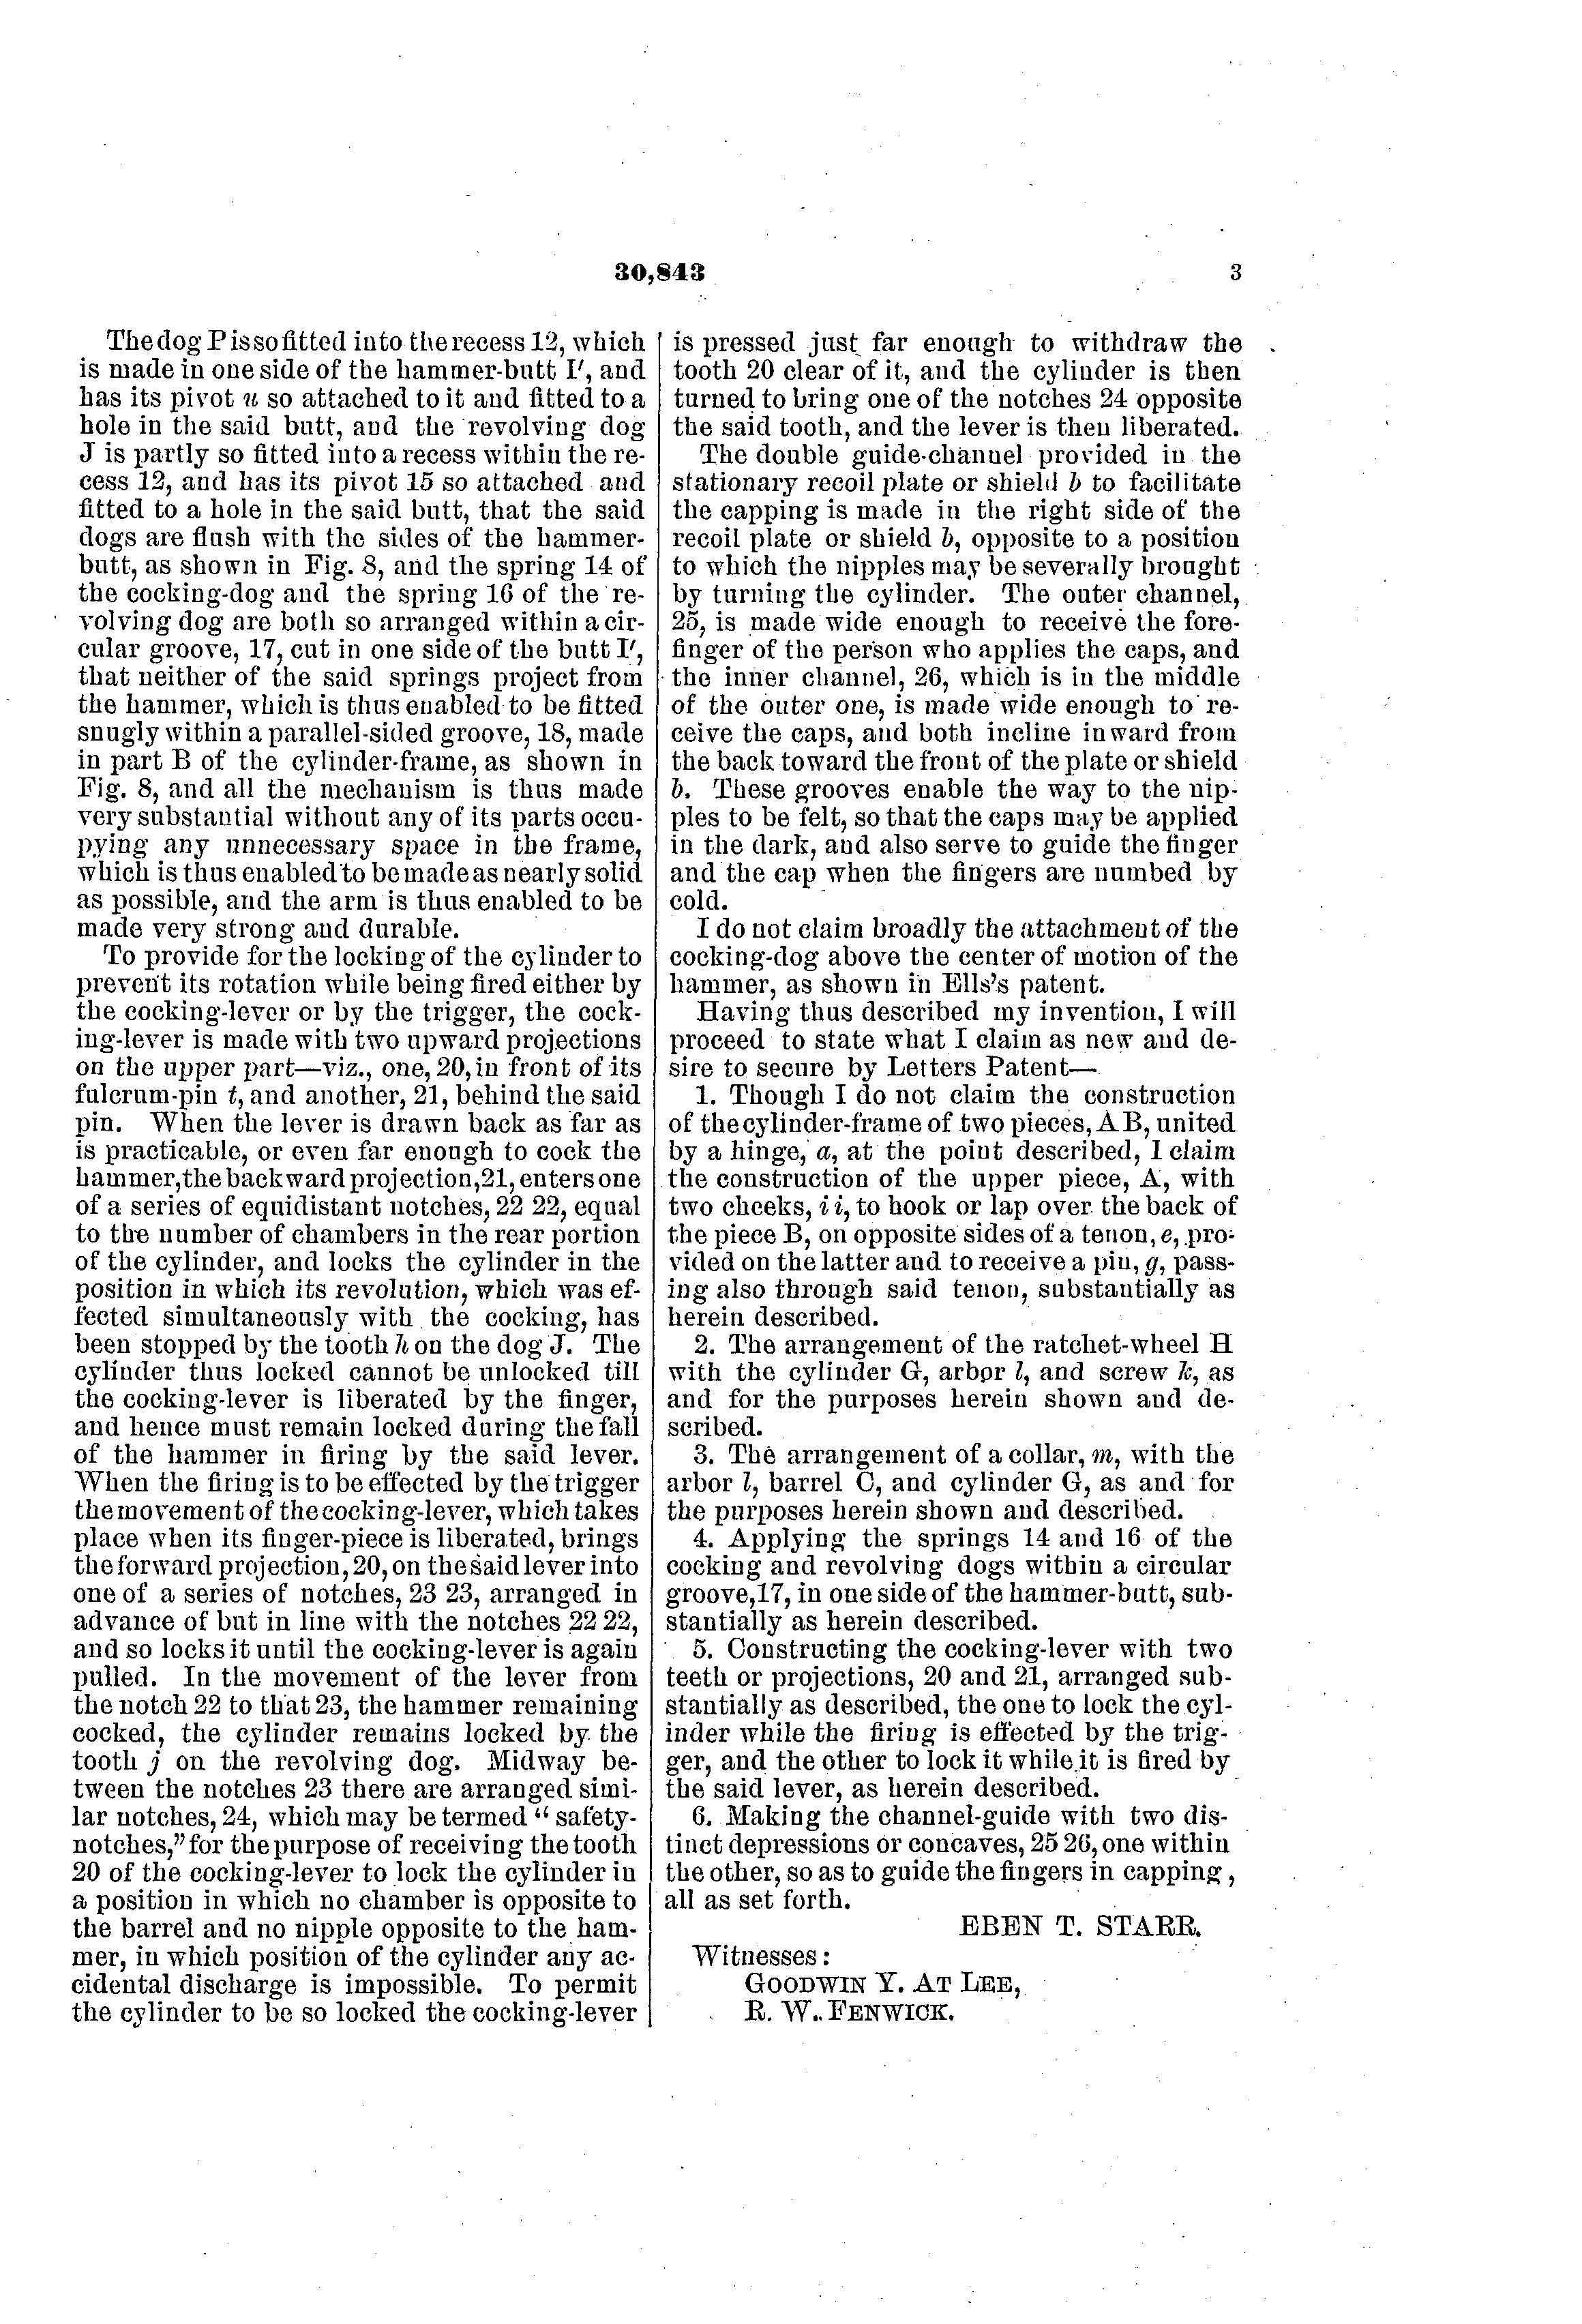 30,843
3
The dog P is so fitted into the recess 12, which
is made in one side of the hammer-butt I', and
has its pivot u so attached to it and fitted to a
hole in the said butt, and the revolving dog
J is partly so fitted into a recess within the re-
cess 12, and has its pivot 15 so attached and
fitted to a hole in the said butt, that the said
dogs are flush with the sides of the hammer-
butt, as shown in Fig. 8, and the spring 14 of
the cocking-dog and the spring 16 of the re-
volving dog are both so arranged within a cir-
cular groove, 17, cut in one side of the butt I',
that neither of the said springs project from
the hammer, which is thus enabled to be fitted
snugly within a parallel-sided groove, 18, made
in part B of the cylinder-frame, as shown in
Fig. 8, and all the mechanism is thus made
very substantial without any of its parts occu-
pying any unnecessary space in the frame,
which is thus enabled to be made as nearly solid
as possible, and the arm is thus enabled to be
made very strong and durable.
To provide for the locking of the cylinder to
prevent its rotation while being fired either by
the cocking-lever or by the trigger, the cock-
ing-lever is made with two upward projections
on the upper part—viz., one, 20, in front of its
fulcrum-pin t, and another, 21, behind the said
pin. When the lever is drawn back as far as
is practicable, or even far enough to cock the
hammer, the backward projection, 21, enters one
of a series of equidistant notches, 22 22, equal
to the number of chambers in the rear portion
of the cylinder, and locks the cylinder in the
position in which its revolution, which was ef-
fected simultaneously with the cocking, has
been stopped by the tooth h on the dog J. The
cylinder thus locked cannot be unlocked till
the cocking-lever is liberated by the finger,
and hence must remain locked during the fall
of the hammer in firing by the said lever.
When the firing is to be effected by the trigger
the movement of the cocking-lever, which takes
place when its finger-piece is liberated, brings
the forward projection, 20, on the said lever into
one of a series of notches, 23 23, arranged in
advance of but in line with the notches 22 22,
and so locks it until the cocking-lever is again
pulled. In the movement of the lever from
the notch 22 to that 23, the hammer remaining
cocked, the cylinder remains locked by the
tooth j on the revolving dog. Midway be-
tween the notches 23 there are arranged simi-
lar notches, 24, which may be termed "safety-
notches," for the purpose of receiving the tooth
20 of the cocking-lever to lock the cylinder in
a position in which no chamber is opposite to
the barrel and no nipple opposite to the ham-
mer, in which position of the cylinder any ac-
cidental discharge is impossible. To permit
the cylinder to be so locked the cocking-lever
is pressed just far enough to withdraw the
tooth 20 clear of it, and the cylinder is then
turned to bring one of the notches 24 opposite
the said tooth, and the lever is then liberated.
The double guide-channel provided in the
stationary recoil plate or shield b to facilitate
the capping is made in the right side of the
recoil plate or shield b, opposite to a position
to which the nipples may be severally brought
by turning the cylinder. The outer channel,
25, is made wide enough to receive the fore-
finger of the person who applies the caps, and
the inner channel, 26, which is in the middle
of the outer one, is made wide enough to re-
ceive the caps, and both incline inward from
the back toward the front of the plate or shield
b. These grooves enable the way to the nip-
ples to be felt, so that the caps may be applied
in the dark, and also serve to guide the finger
and the cap when the fingers are numbed by
cold.
I do not claim broadly the attachment of the
cocking-dog above the center of motion of the
hammer, as shown in Ells's patent.
Having thus described my invention, I will
proceed to state what I claim as new and de-
sire to secure by Letters Patent—
1. Though I do not claim the construction
of the cylinder-frame of two pieces, A B, united
by a hinge, a, at the point described, I claim
the construction of the upper piece, A, with
two cheeks, i i, to hook or lap over the back of
the piece B, on opposite sides of a tenon, e, pro-
vided on the latter and to receive a pin, g, pass-
ing also through said tenon, substantially as
herein described.
2. The arrangement of the ratchet-wheel H
with the cylinder G, arbor l, and screw k, as
and for the purposes herein shown and de-
scribed.
3. The arrangement of a collar, m, with the
arbor l, barrel C, and cylinder G, as and for
the purposes herein shown and described.
4. Applying the springs 14 and 16 of the
cocking and revolving dogs within a circular
groove, 17, in one side of the hammer-butt, sub-
stantially as herein described.
5. Constructing the cocking-lever with two
teeth or projections, 20 and 21, arranged sub-
stantially as described, the one to lock the cyl-
inder while the firing is effected by the trig-
ger, and the other to lock it while it is fired by
the said lever, as herein described.
6. Making the channel-guide with two dis-
tinct depressions or concaves, 25 26, one within
the other, so as to guide the fingers in capping,
all as set forth.
EBEN T. STARR.
Witnesses:
GOODWIN Y. AT LEE,
R. W. FENWICK.